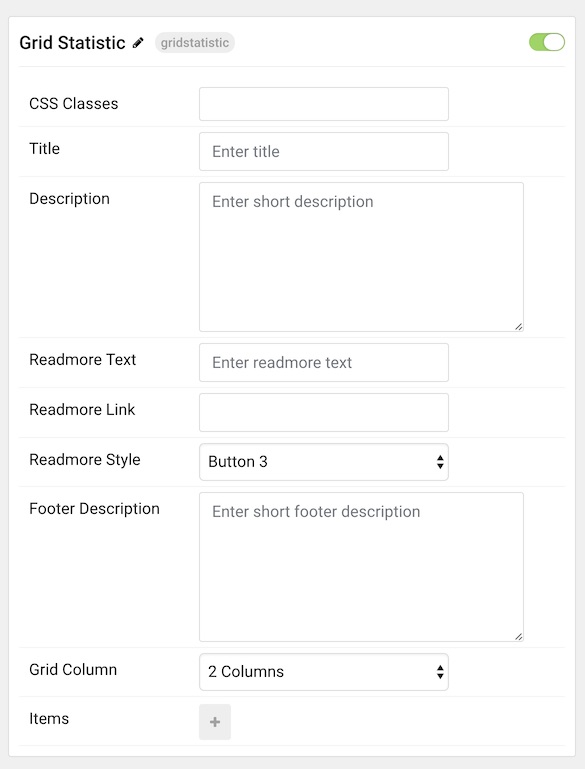 Grid Statistic gridstatistic
CSS Classes
Title Enter title
Description Enter short description
Readmore Text Enter readmore text
Readmore Link
Readmore Style Button 3
Footer Description Enter short footer description
Grid Column 2 Columns
Items +